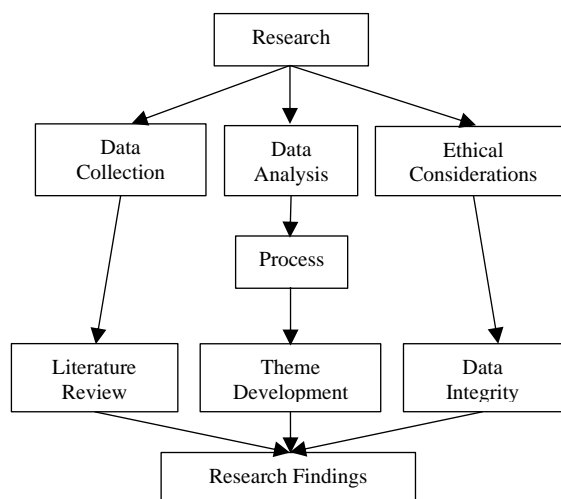 Research
Data
Collection
Data
Analysis
Ethical
Considerations
Process
Literature
Review
Theme
Development
Data
Integrity
Research Findings